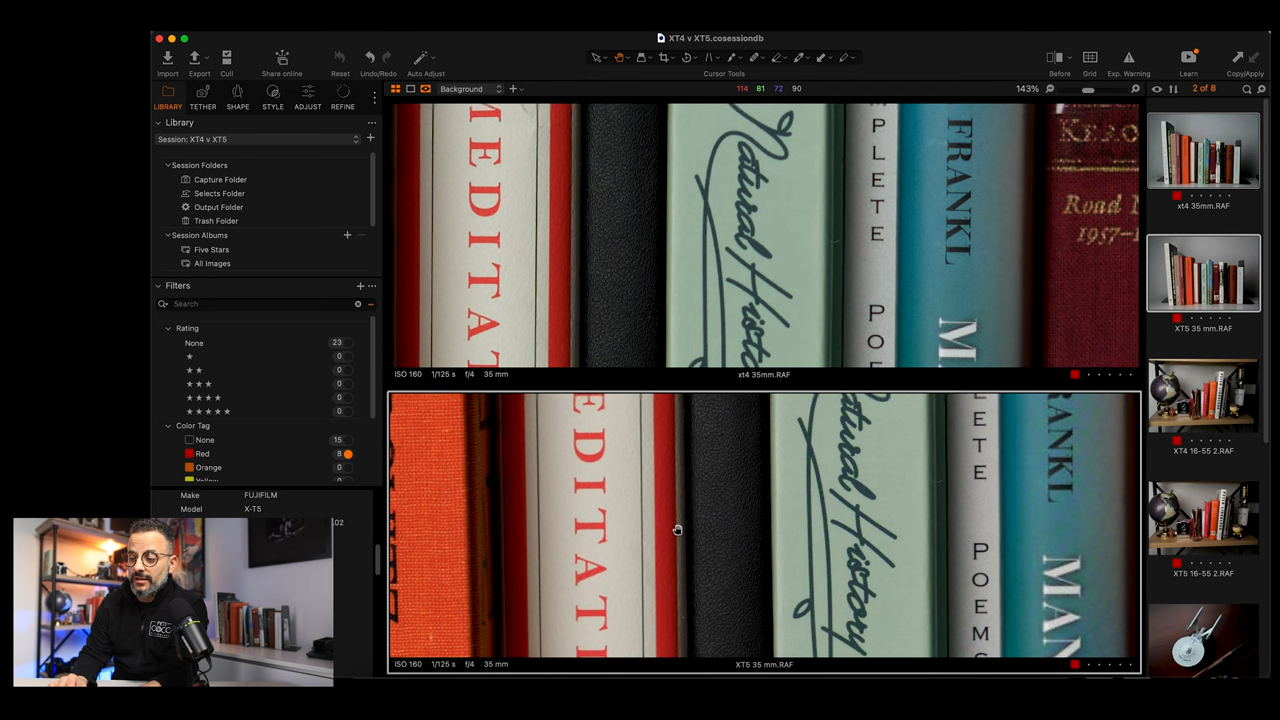 XT4 v XT5.cosessiondb
Import
Export
Cull
Share online
Reset
Undo/Redo
Auto Adjust
Cursor Tools
Before
Grid
Exp. Warning
Learn
Copy/Apply
LIBRARY
TETHER
SHAPE
STYLE
ADJUST
REFINE
Background
114 81 72 90
143%
2 of 8
Library
Session: XT4 v XT5
Session Folders
Capture Folder
Selects Folder
Output Folder
Trash Folder
Session Albums
Five Stars
All Images
Filters
Search
Rating
None 23
0
0
0
0
0
Color Tag
None 15
Red 8
Orange 0
Yellow
Make FUJIFILM
Model X-T5
.02
MEDITAT
Natural Histo
PLETE POE
FRANKL
M
Road
1957-
ISO 160 1/125 s f/4 35 mm
xt4 35mm.RAF
EDITAT
atural History
ETE POEMS
ANKL
MAN
ISO 160 1/125 s f/4 35 mm
XT5 35 mm.RAF
xt4 35mm.RAF
XT5 35 mm.RAF
XT4 16-55 2.RAF
XT5 16-55 2.RAF